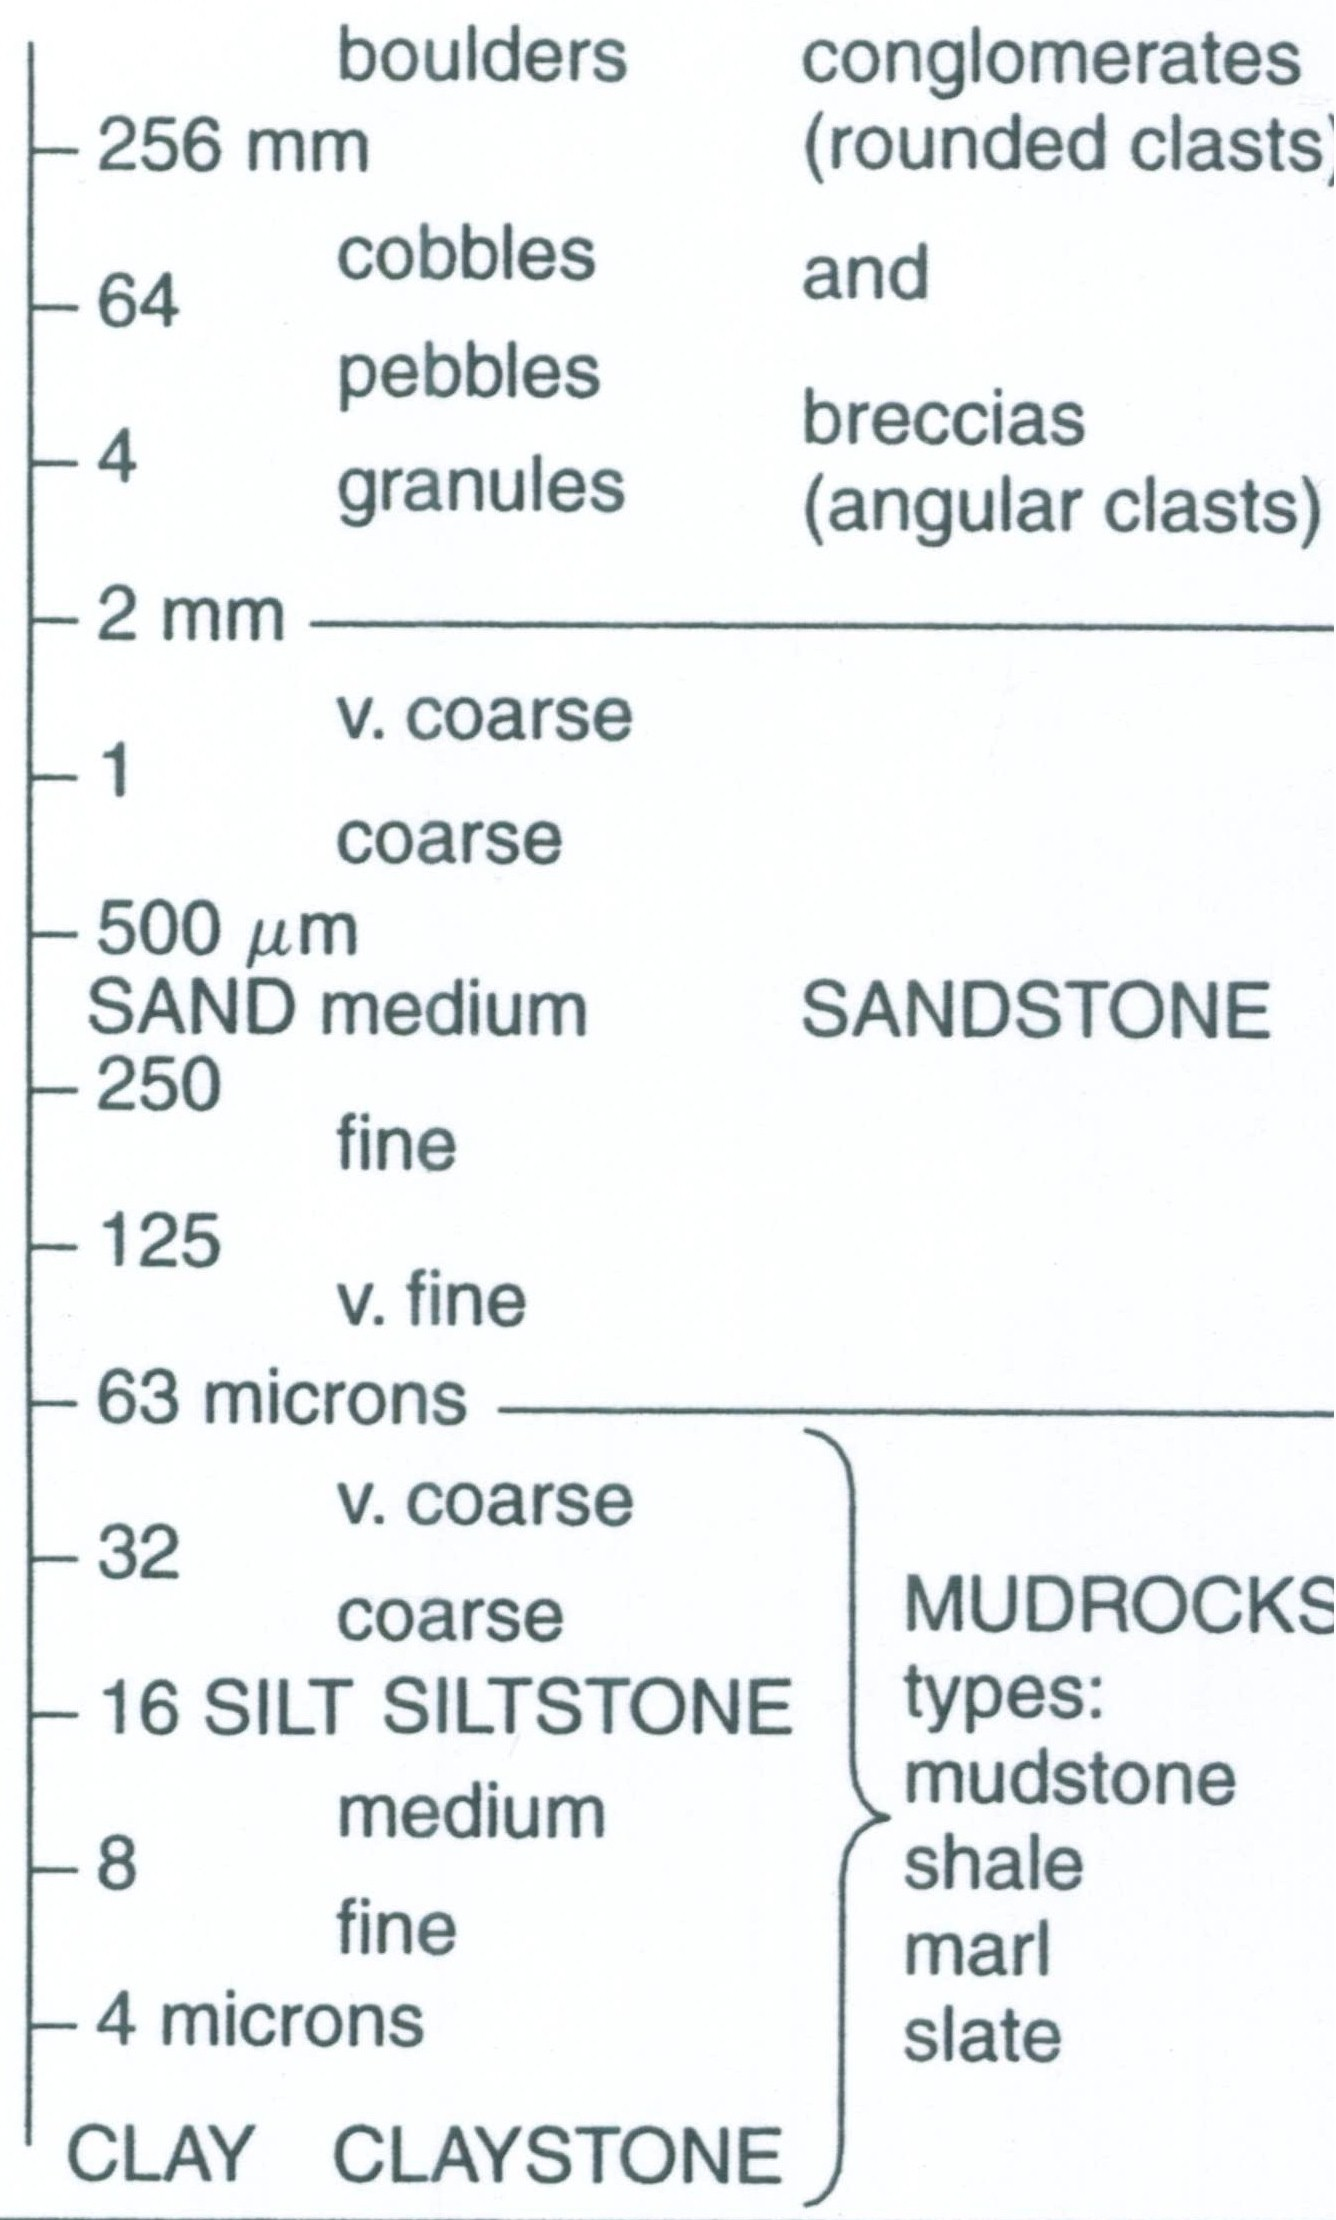 boulders conglomerates
256 mm (rounded clasts)
cobbles and
64
pebbles
breccias
4
granules (angular clasts)
2 mm
v. coarse
1
coarse
500 μm
SAND medium SANDSTONE
250
fine
125
v. fine
63 microns
v. coarse
32
coarse MUDROCKS
16 SILT SILTSTONE types:
medium mudstone
8 shale
fine marl
4 microns slate
CLAY CLAYSTONE